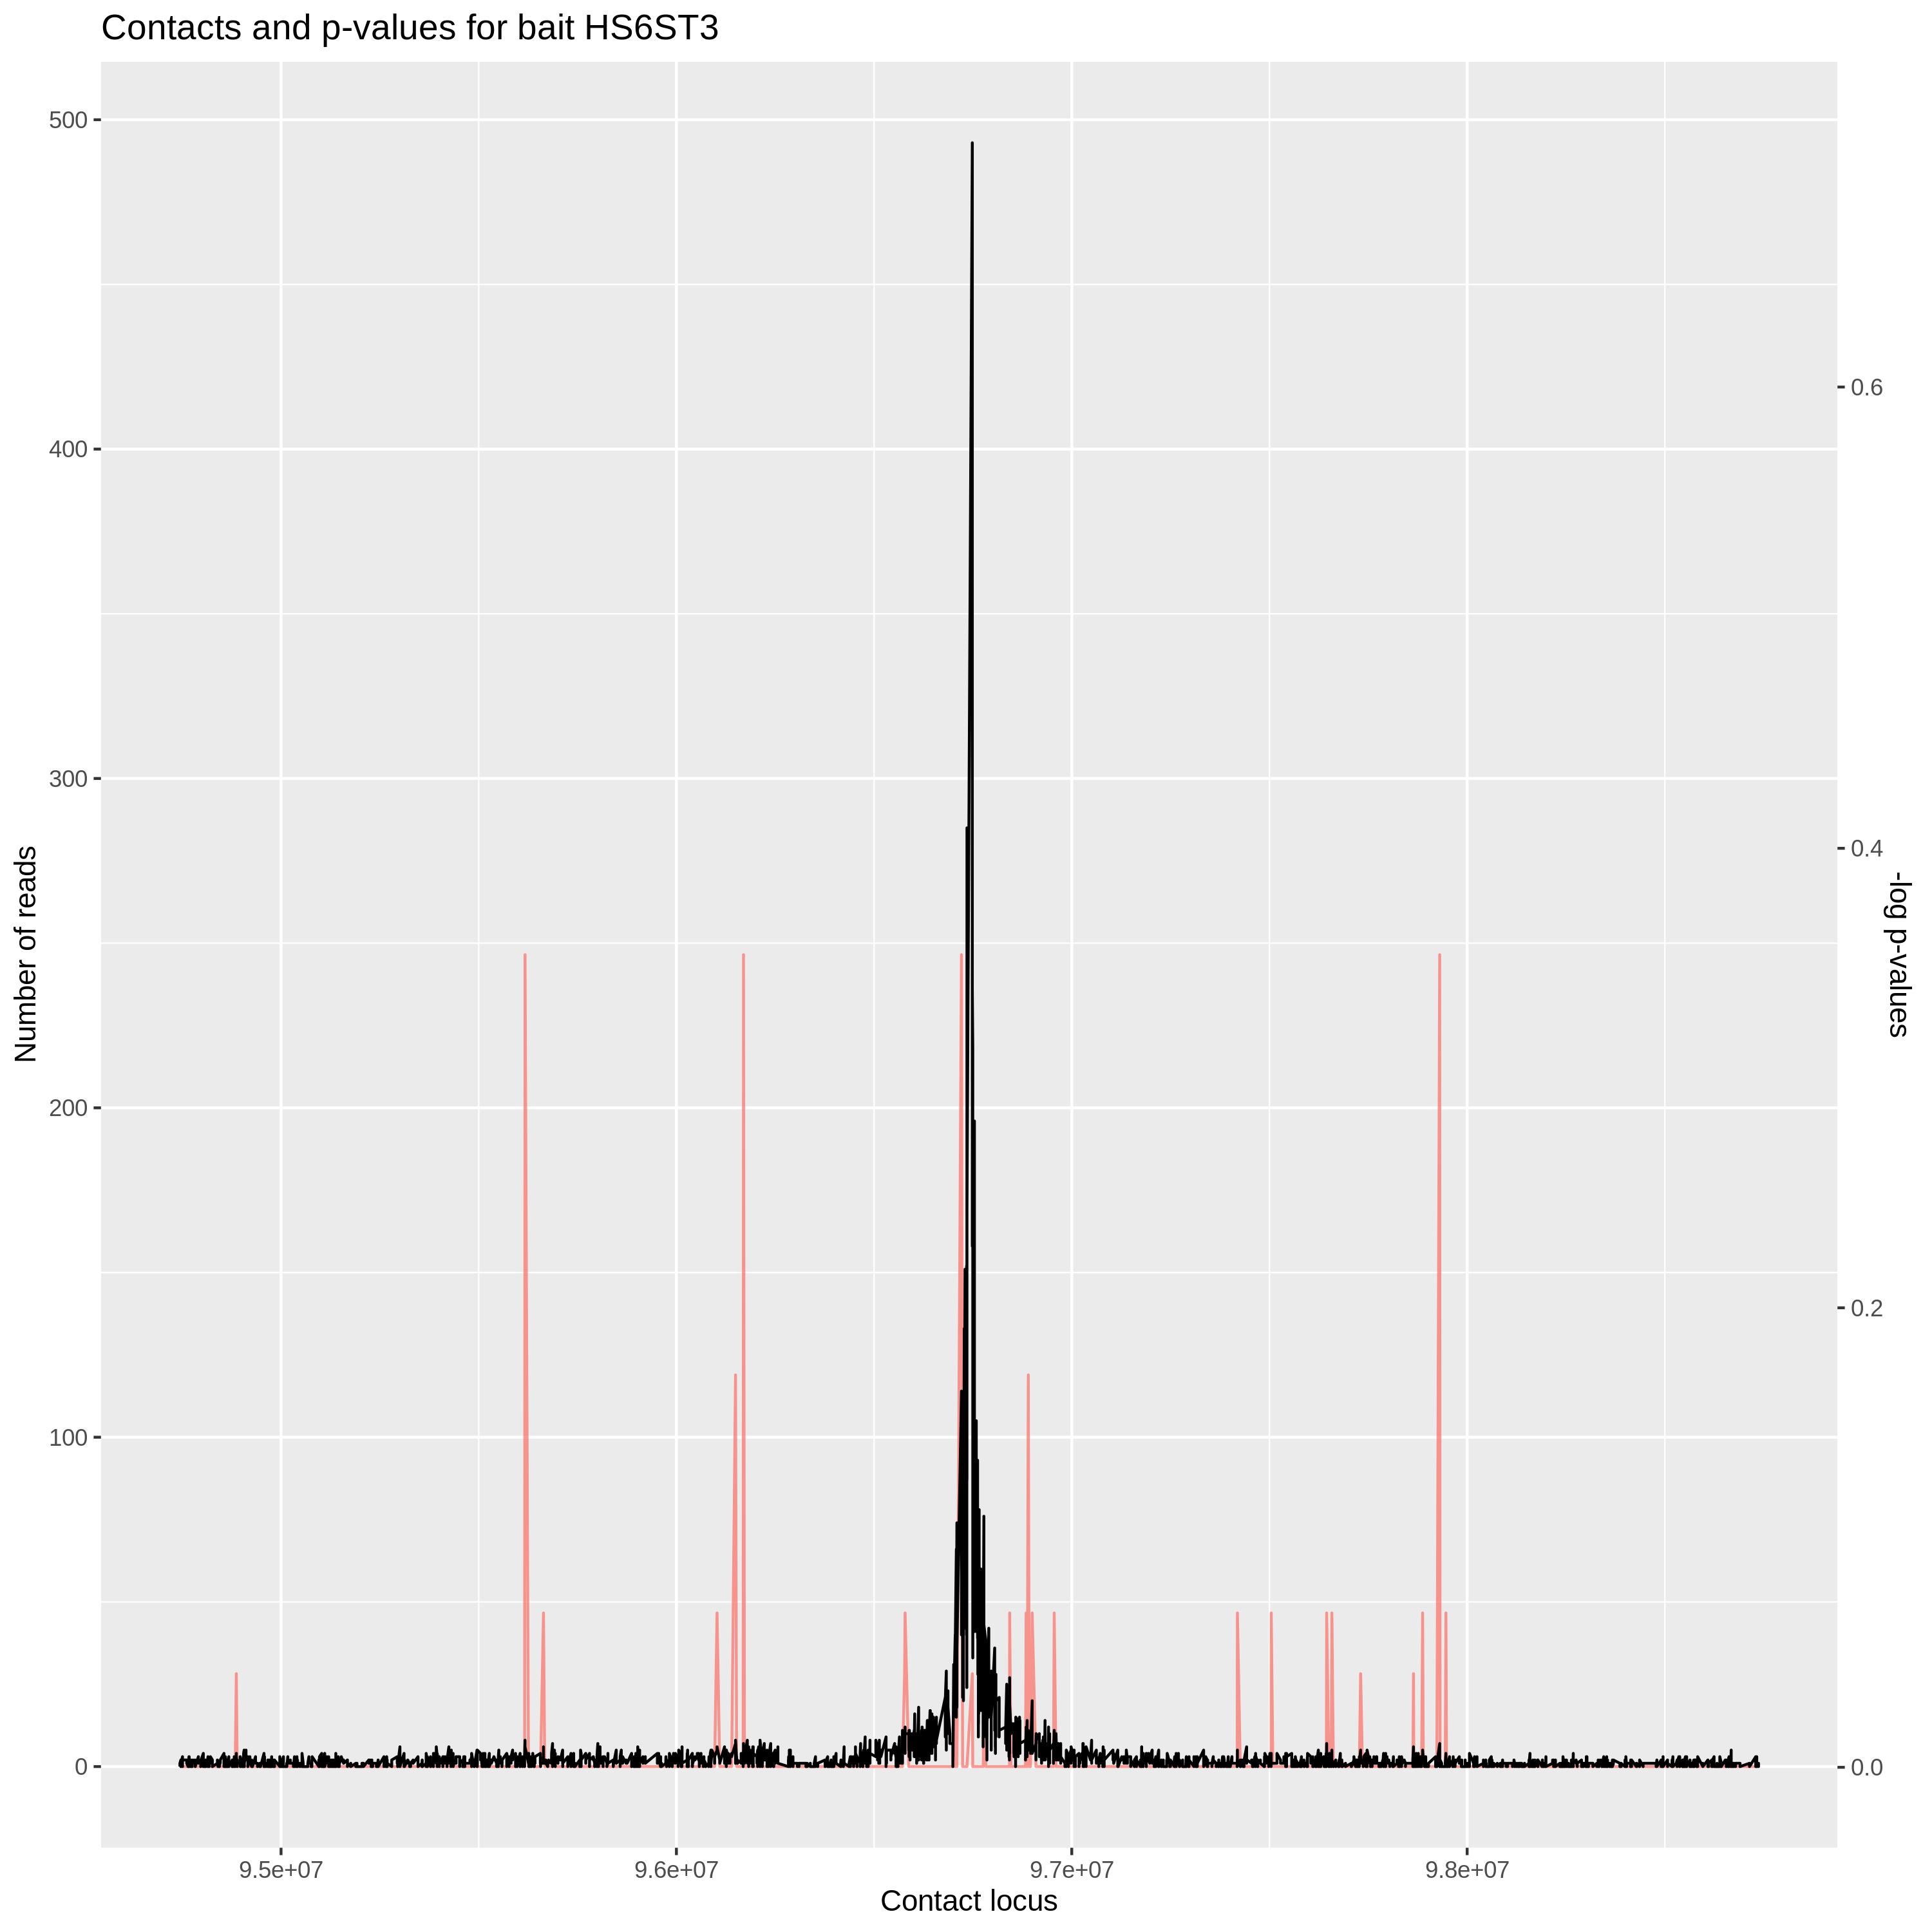 Contacts and p-values for bait HS6ST3
500
400
300
200
100
0
Number of reads
0.6
0.4
0.2
0.0
-log p-values
9.5e+07 9.6e+07 9.7e+07 9.8e+07
Contact locus